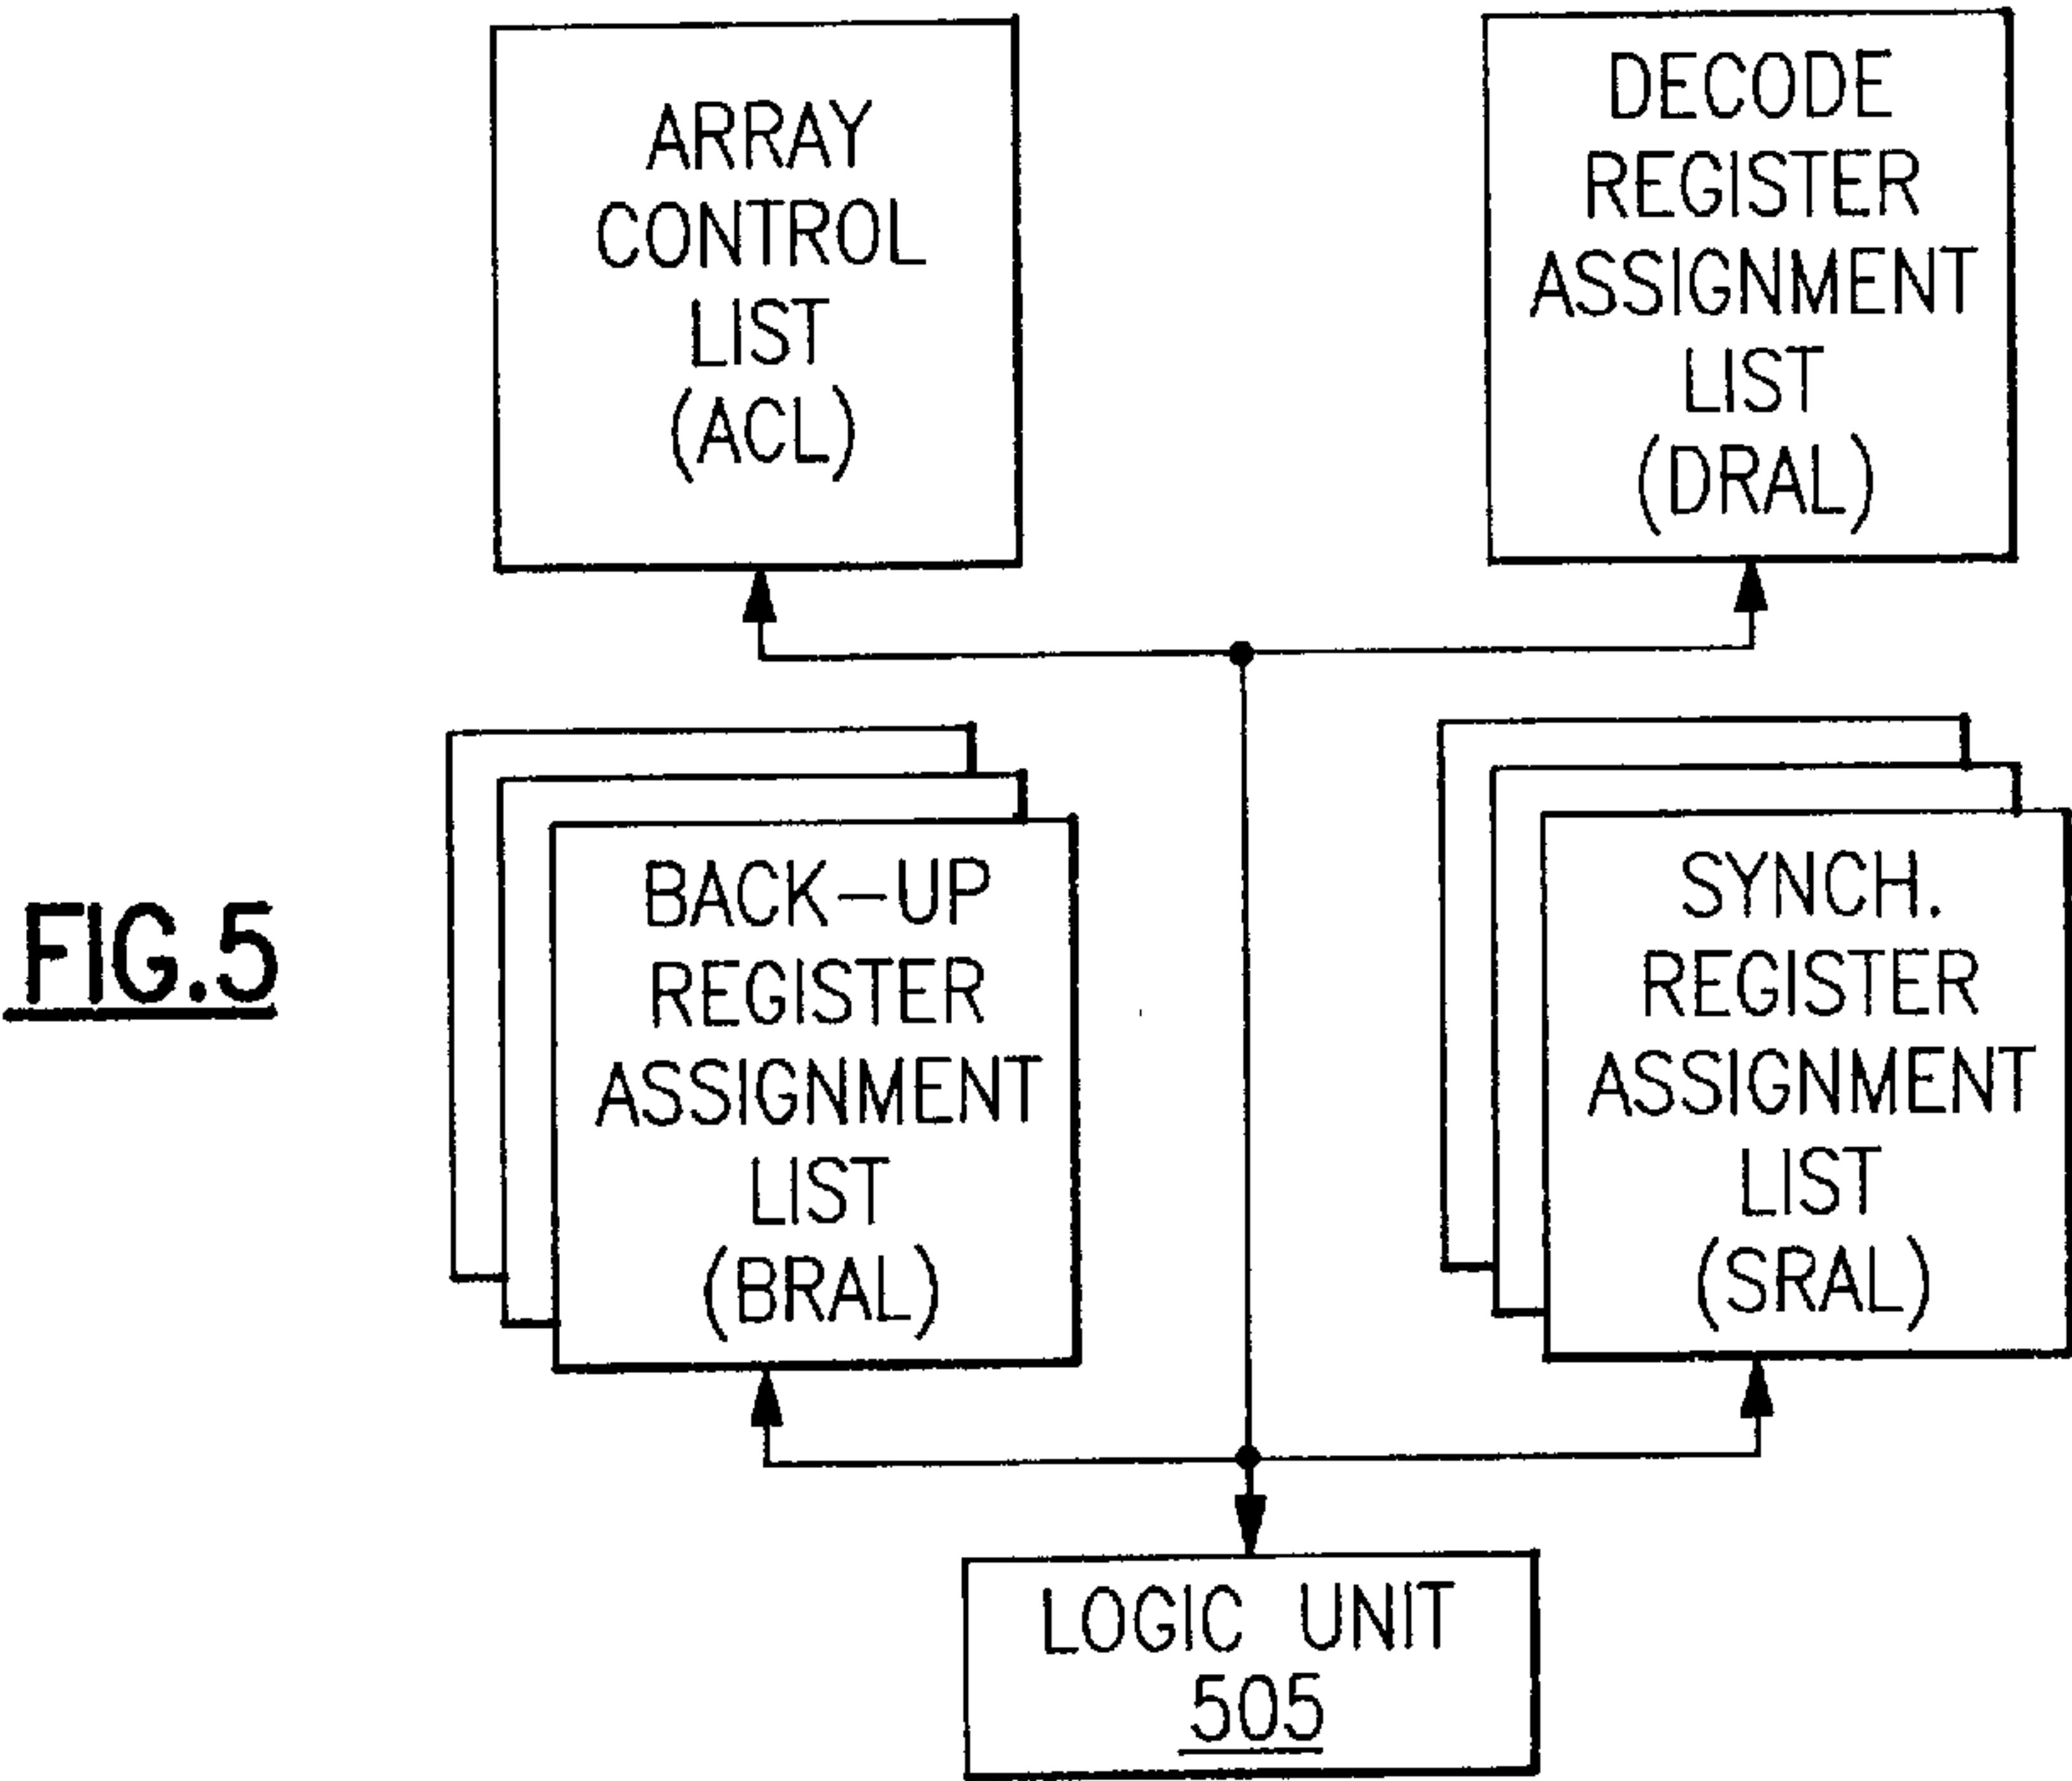 ARRAY
CONTROL
LIST
(ACL)
DECODE
REGISTER
ASSIGNMENT
LIST
(DRAL)
FIG.5
BACK-UP
REGISTER
ASSIGNMENT
LIST
(BRAL)
SYNCH.
REGISTER
ASSIGNMENT
LIST
(SRAL)
LOGIC UNIT
505